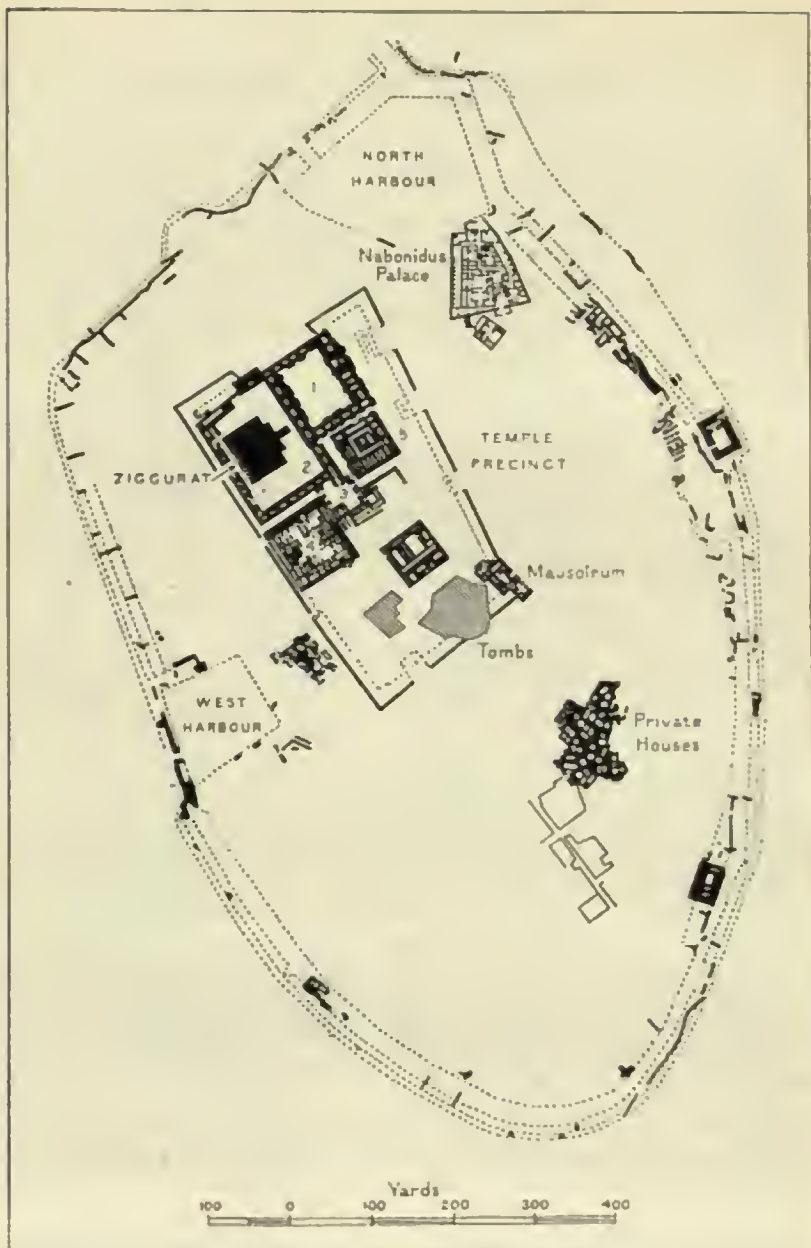 NORTH
HARBOUR
Nabonidus
Palace
1
5
TEMPLE
PRECINCT
ZIGGURAT
2
3
Mausoleum
Tombs
WEST
HARBOUR
Private
Houses
Yards
100 0 100 200 300 400